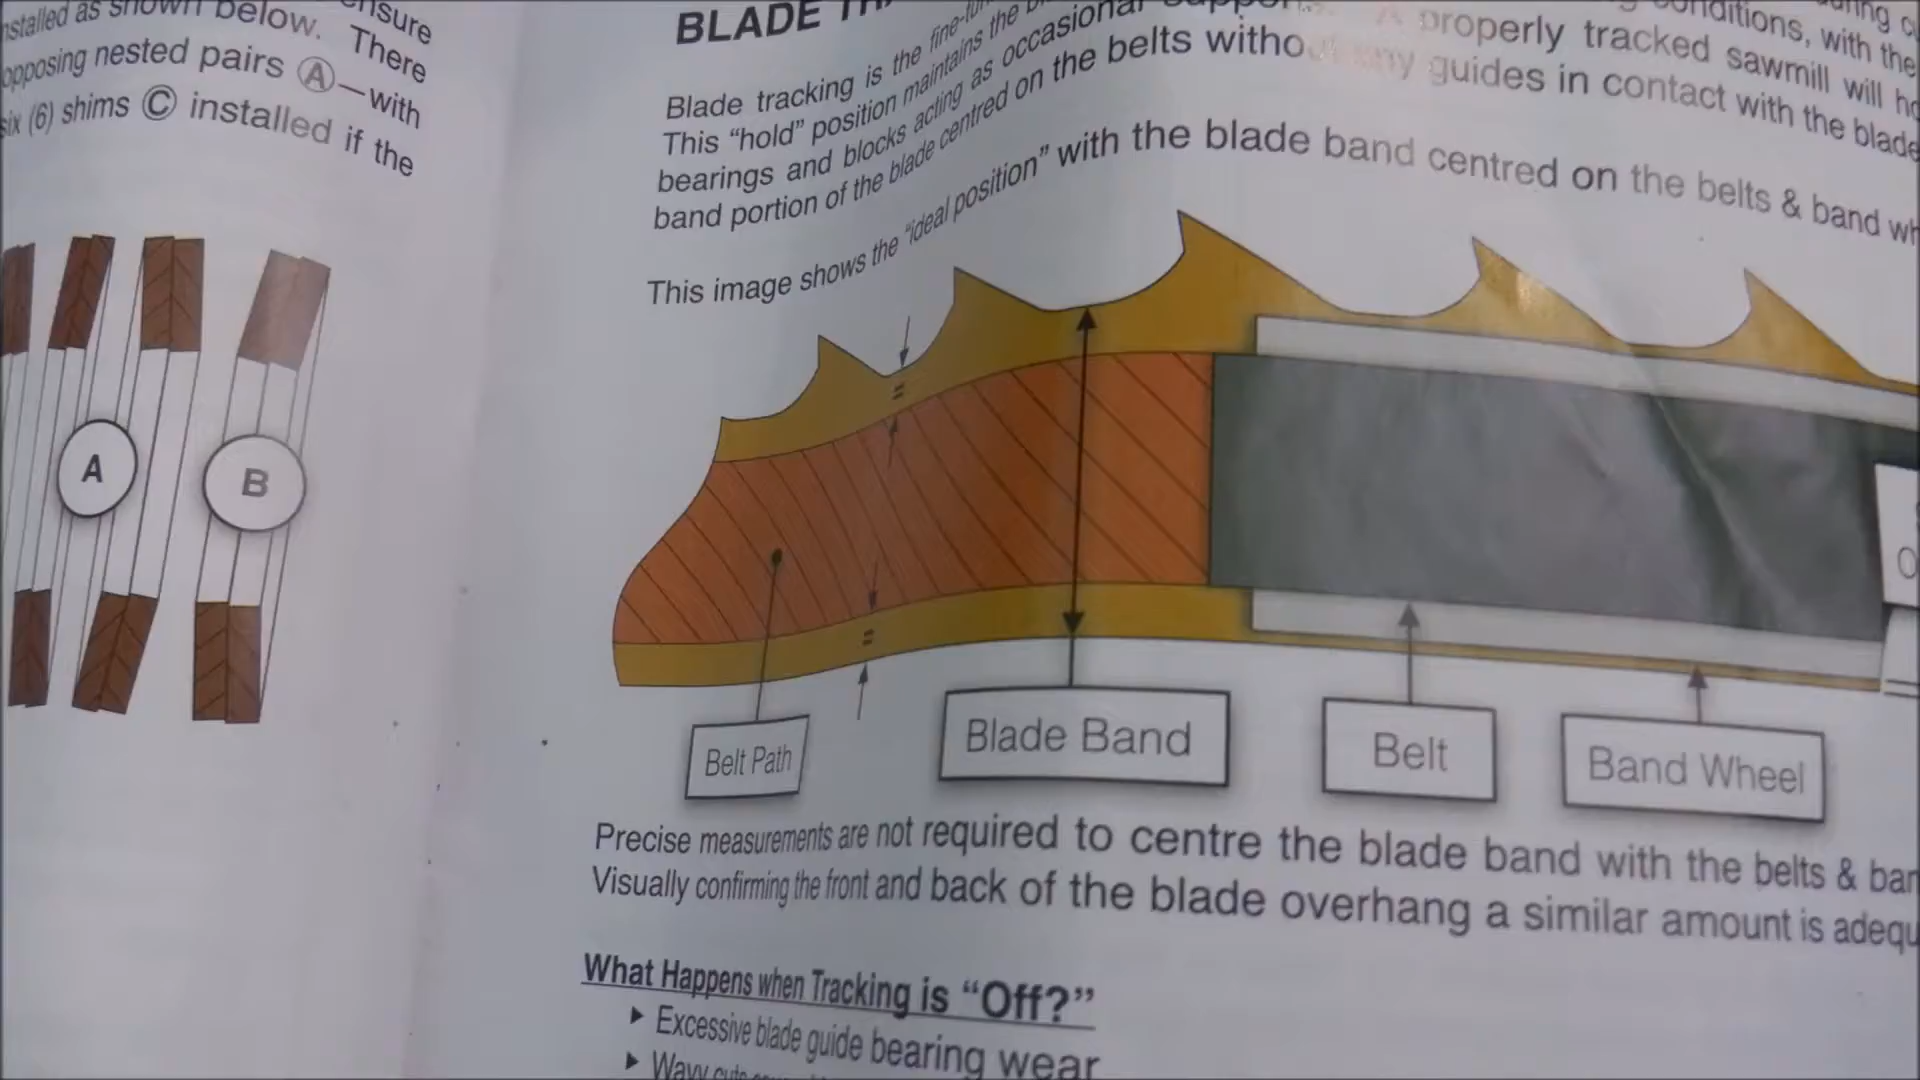 ensure
installed as shown below. There
opposing nested pairs Ⓐ—with
six (6) shims Ⓒ installed if the
A
B
BLADE
Blade tracking is the
conditions, with the
This “hold” position maintains the
A properly tracked sawmill will
bearings and blocks acting as occasional
band portion of the blade centred on the belts without any guides in contact with the blade
This image shows the “ideal position” with the blade band centred on the belts & band
=
=
Belt Path
Blade Band
Belt
Band Wheel
Precise measurements are not required to centre the blade band with the belts &
Visually confirming the front and back of the blade overhang a similar amount is
What Happens when Tracking is “Off?”
▶ Excessive blade guide bearing wear
▶ Wavy cuts